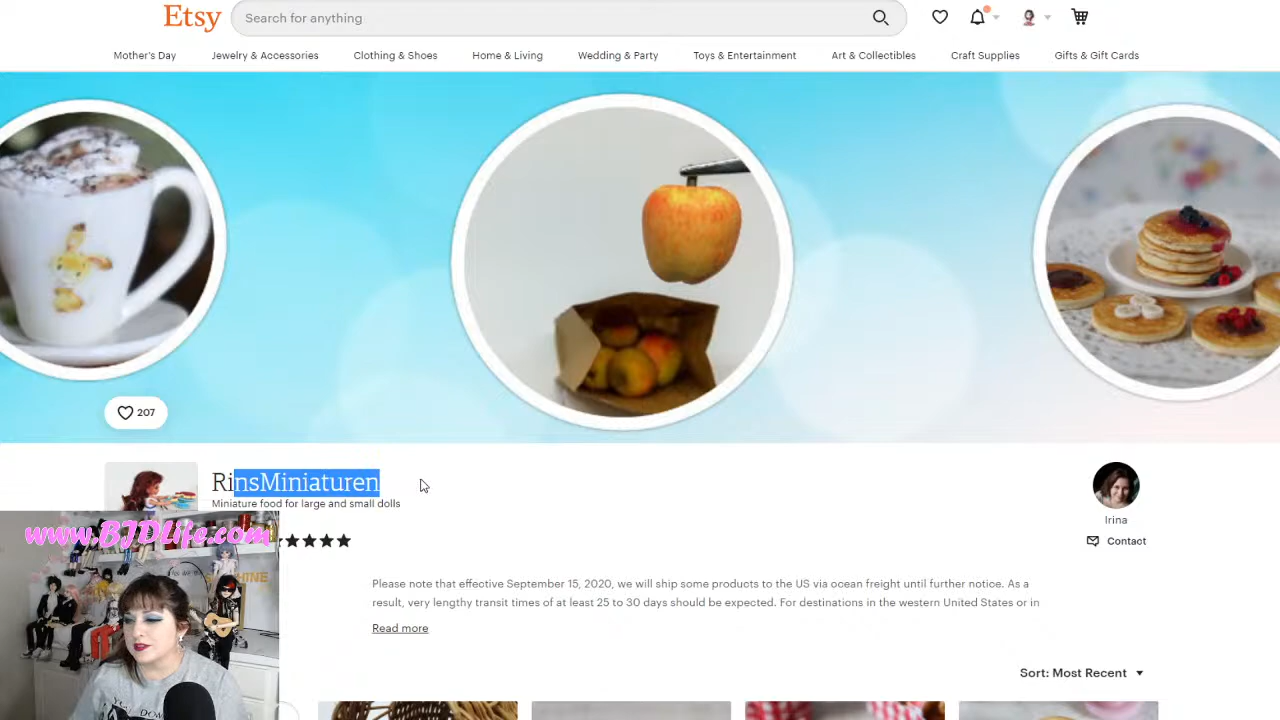 Etsy
Search for anything
Mother's Day Jewelry & Accessories Clothing & Shoes Home & Living Wedding & Party Toys & Entertainment Art & Collectibles Craft Supplies Gifts & Gift Cards
207
RinsMiniaturen
Miniature food for large and small dolls
Irina
Contact
www.BJDLife.com
SHINE
Please note that effective September 15, 2020, we will ship some products to the US via ocean freight until further notice. As a
result, very lengthy transit times of at least 25 to 30 days should be expected. For destinations in the western United States or in
Read more
Sort: Most Recent